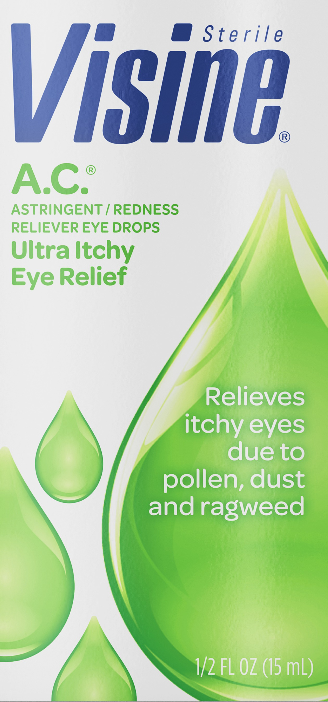 Sterile
Visine®
A.C.®
ASTRINGENT / REDNESS
RELIEVER EYE DROPS
Ultra Itchy
Eye Relief
Relieves
itchy eyes
due to
pollen, dust
and ragweed
1/2 FL OZ (15 mL)